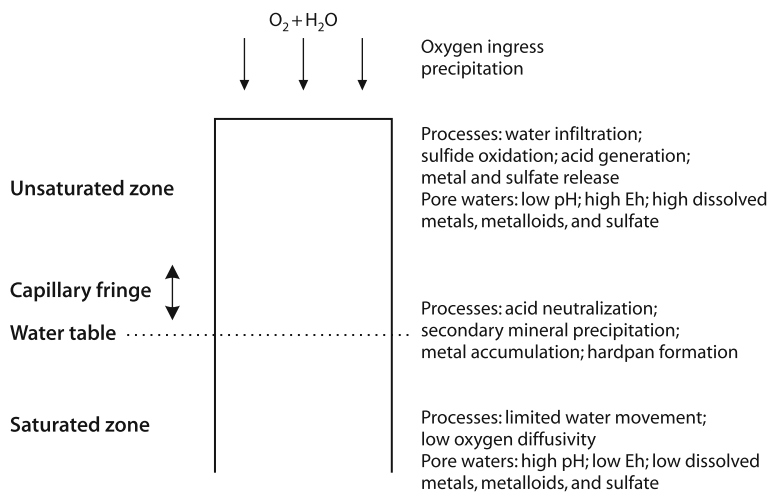 O₂ + H₂O
Oxygen ingress
precipitation
Unsaturated zone
Processes: water infiltration;
sulfide oxidation; acid generation;
metal and sulfate release
Pore waters: low pH; high Eh; high dissolved
metals, metalloids, and sulfate
Capillary fringe
Water table
Processes: acid neutralization;
secondary mineral precipitation;
metal accumulation; hardpan formation
Saturated zone
Processes: limited water movement;
low oxygen diffusivity
Pore waters: high pH; low Eh; low dissolved
metals, metalloids, and sulfate